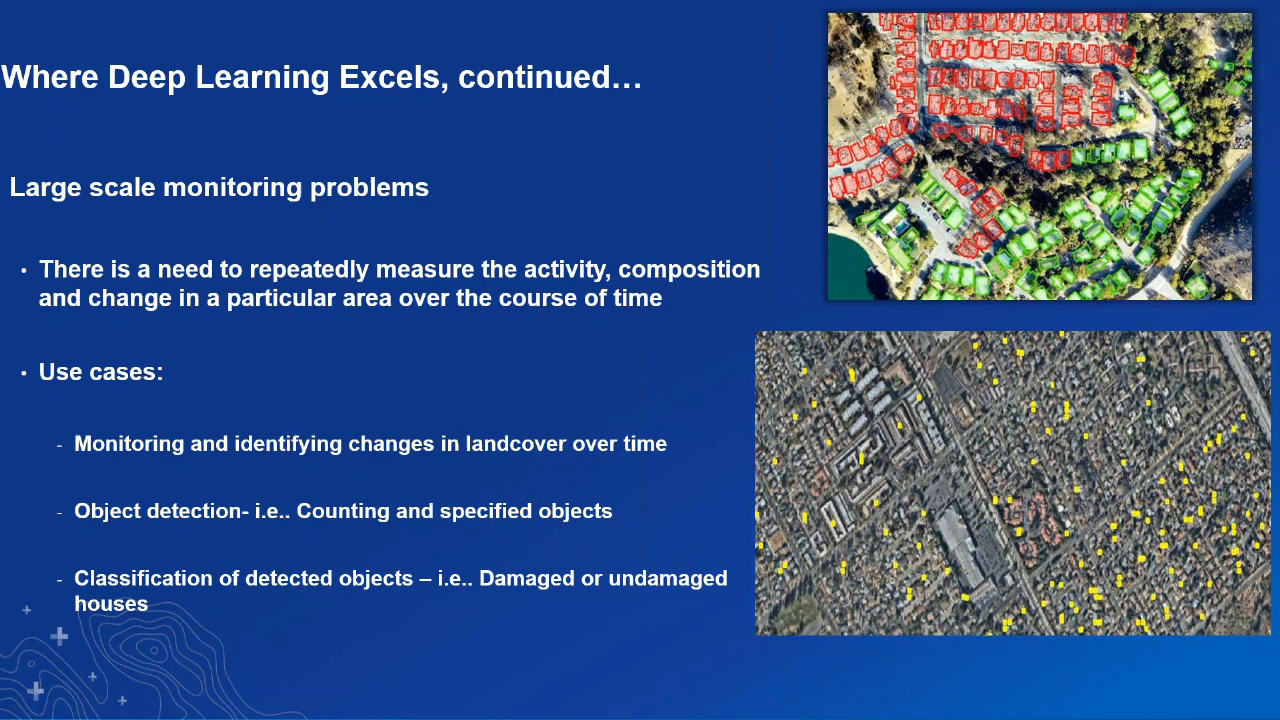 Where Deep Learning Excels, continued…
Large scale monitoring problems
• There is a need to repeatedly measure the activity, composition
and change in a particular area over the course of time
• Use cases:
- Monitoring and identifying changes in landcover over time
- Object detection- i.e.. Counting and specified objects
- Classification of detected objects – i.e.. Damaged or undamaged
houses